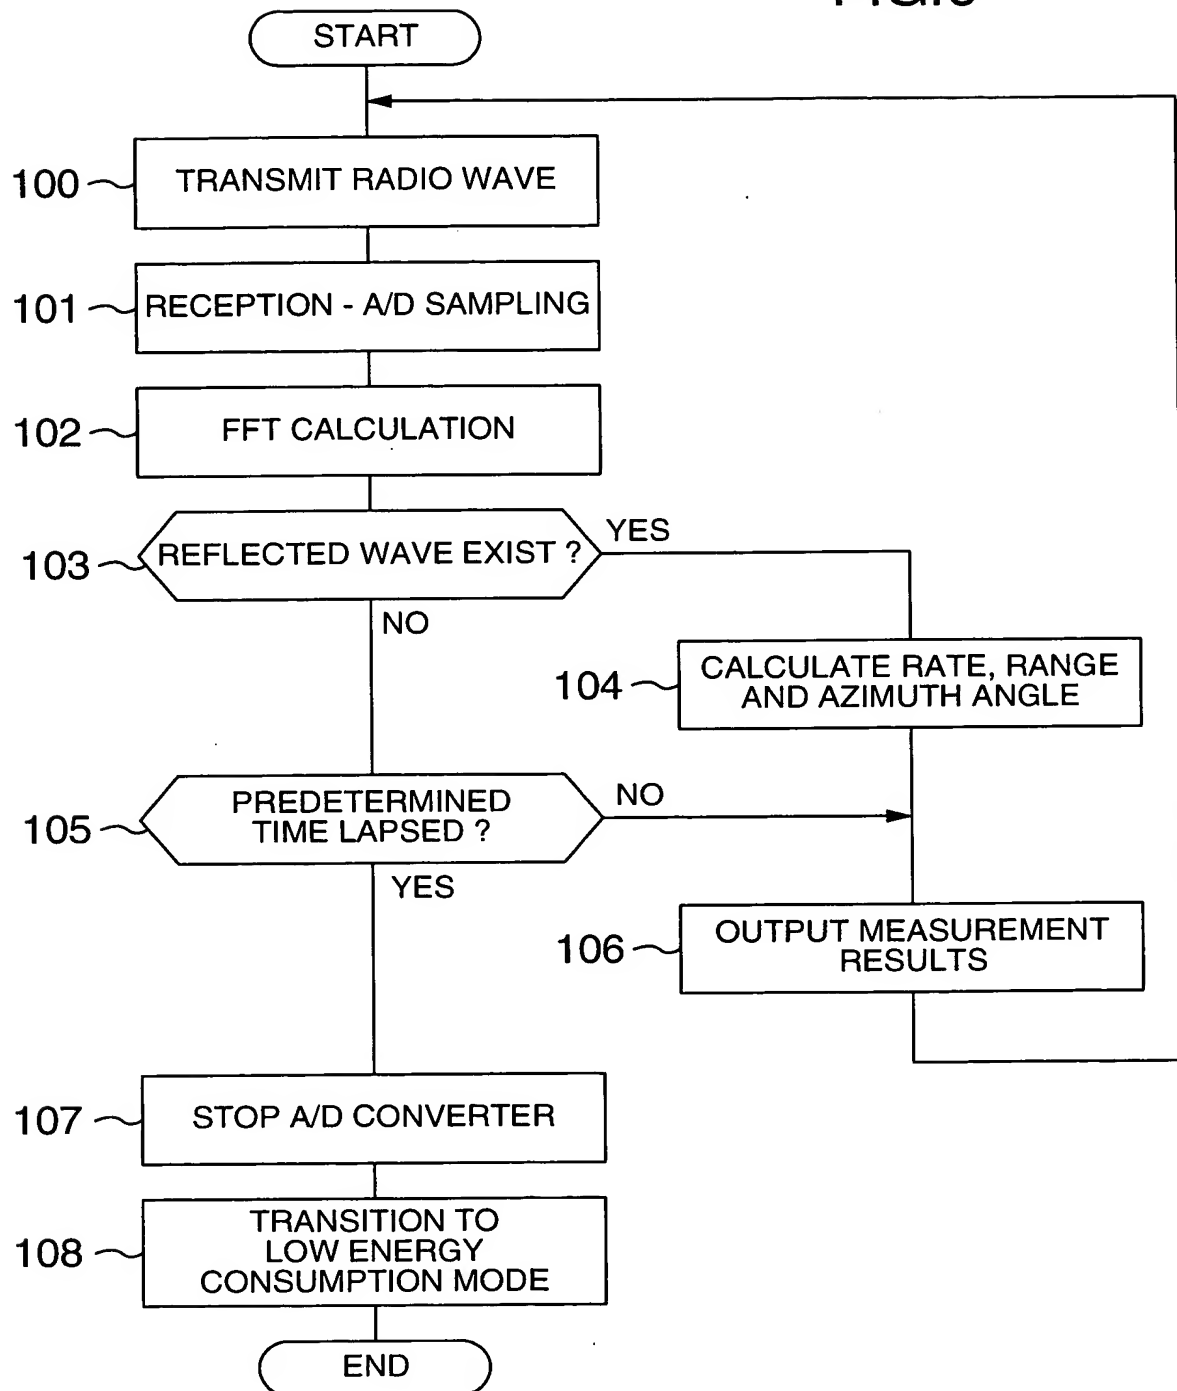 START
100
TRANSMIT RADIO WAVE
101
RECEPTION - A/D SAMPLING
102
FFT CALCULATION
103
REFLECTED WAVE EXIST ?
YES
NO
104
CALCULATE RATE, RANGE
AND AZIMUTH ANGLE
105
PREDETERMINED
TIME LAPSED ?
NO
YES
106
OUTPUT MEASUREMENT
RESULTS
107
STOP A/D CONVERTER
108
TRANSITION TO
LOW ENERGY
CONSUMPTION MODE
END